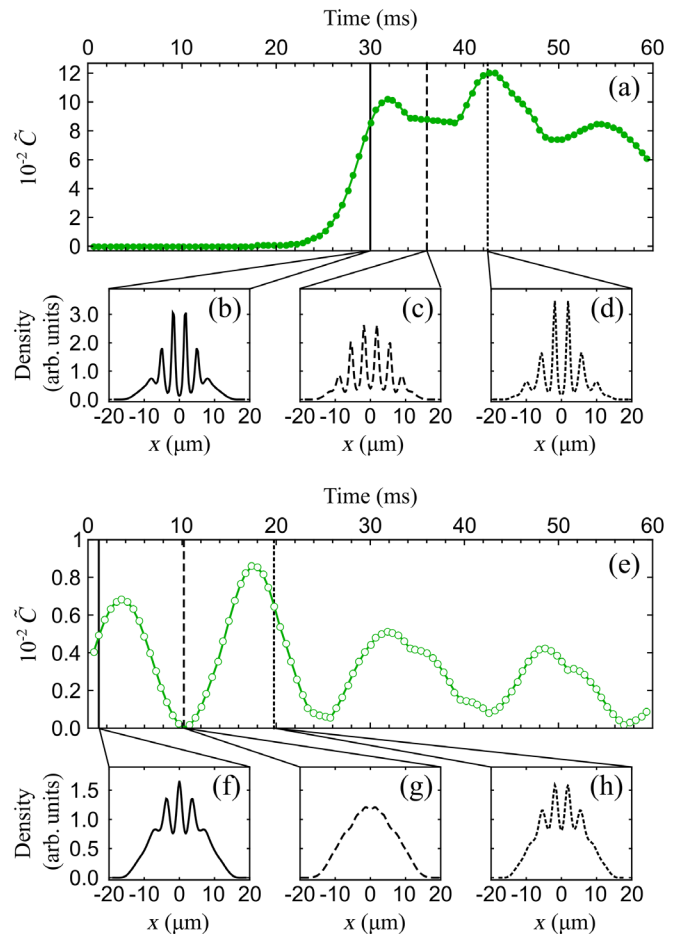 Time (ms)
0 10 20 30 40 50 60
(a)
10⁻² C̃
12
10
8
6
4
2
0
(b) (c) (d)
Density
(arb. units)
3.0
2.0
1.0
0.0
-20 -10 0 10 20 -20 -10 0 10 20 -20 -10 0 10 20
x (μm) x (μm) x (μm)
Time (ms)
0 10 20 30 40 50 60
(e)
10⁻² C̃
1
0.8
0.6
0.4
0.2
0.0
(f) (g) (h)
Density
(arb. units)
1.5
1.0
0.5
0.0
-20 -10 0 10 20 -20 -10 0 10 20 -20 -10 0 10 20
x (μm) x (μm) x (μm)